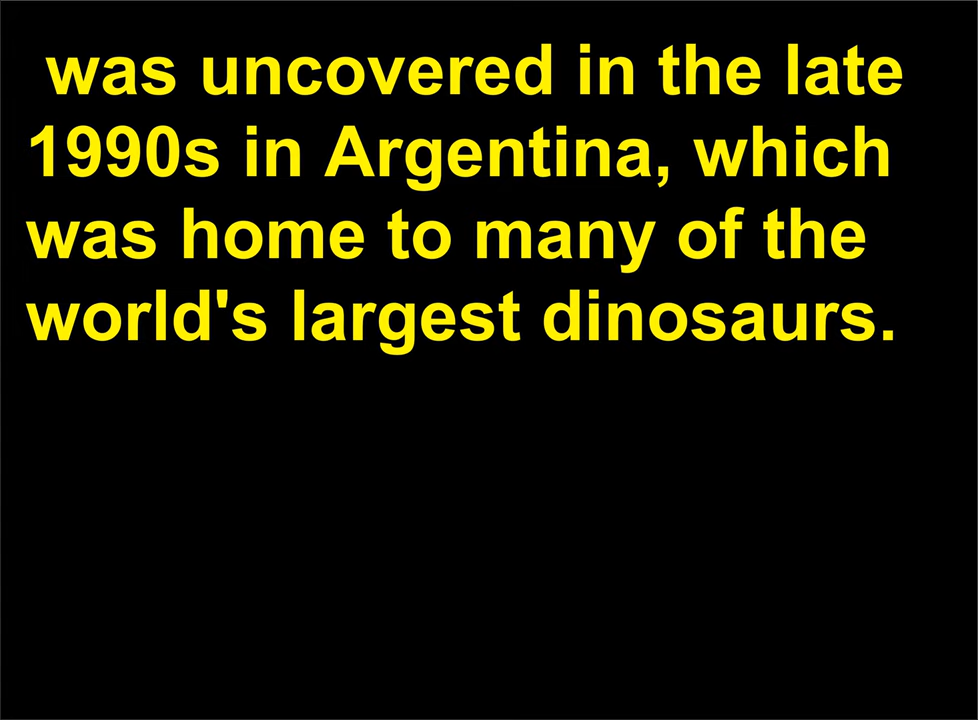 was uncovered in the late
1990s in Argentina, which
was home to many of the
world's largest dinosaurs.